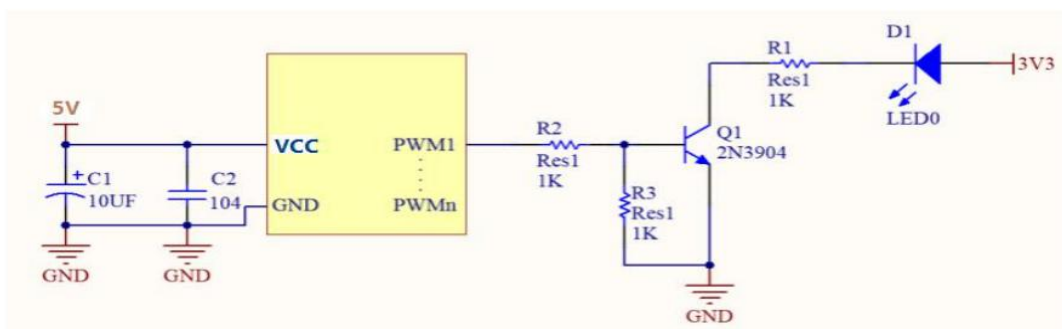 5V
+
C1
10UF
C2
104
GND
GND
VCC
GND
PWM1
PWMn
R2
Res1
1K
R3
Res1
1K
Q1
2N3904
GND
R1
Res1
1K
D1
LED0
3V3